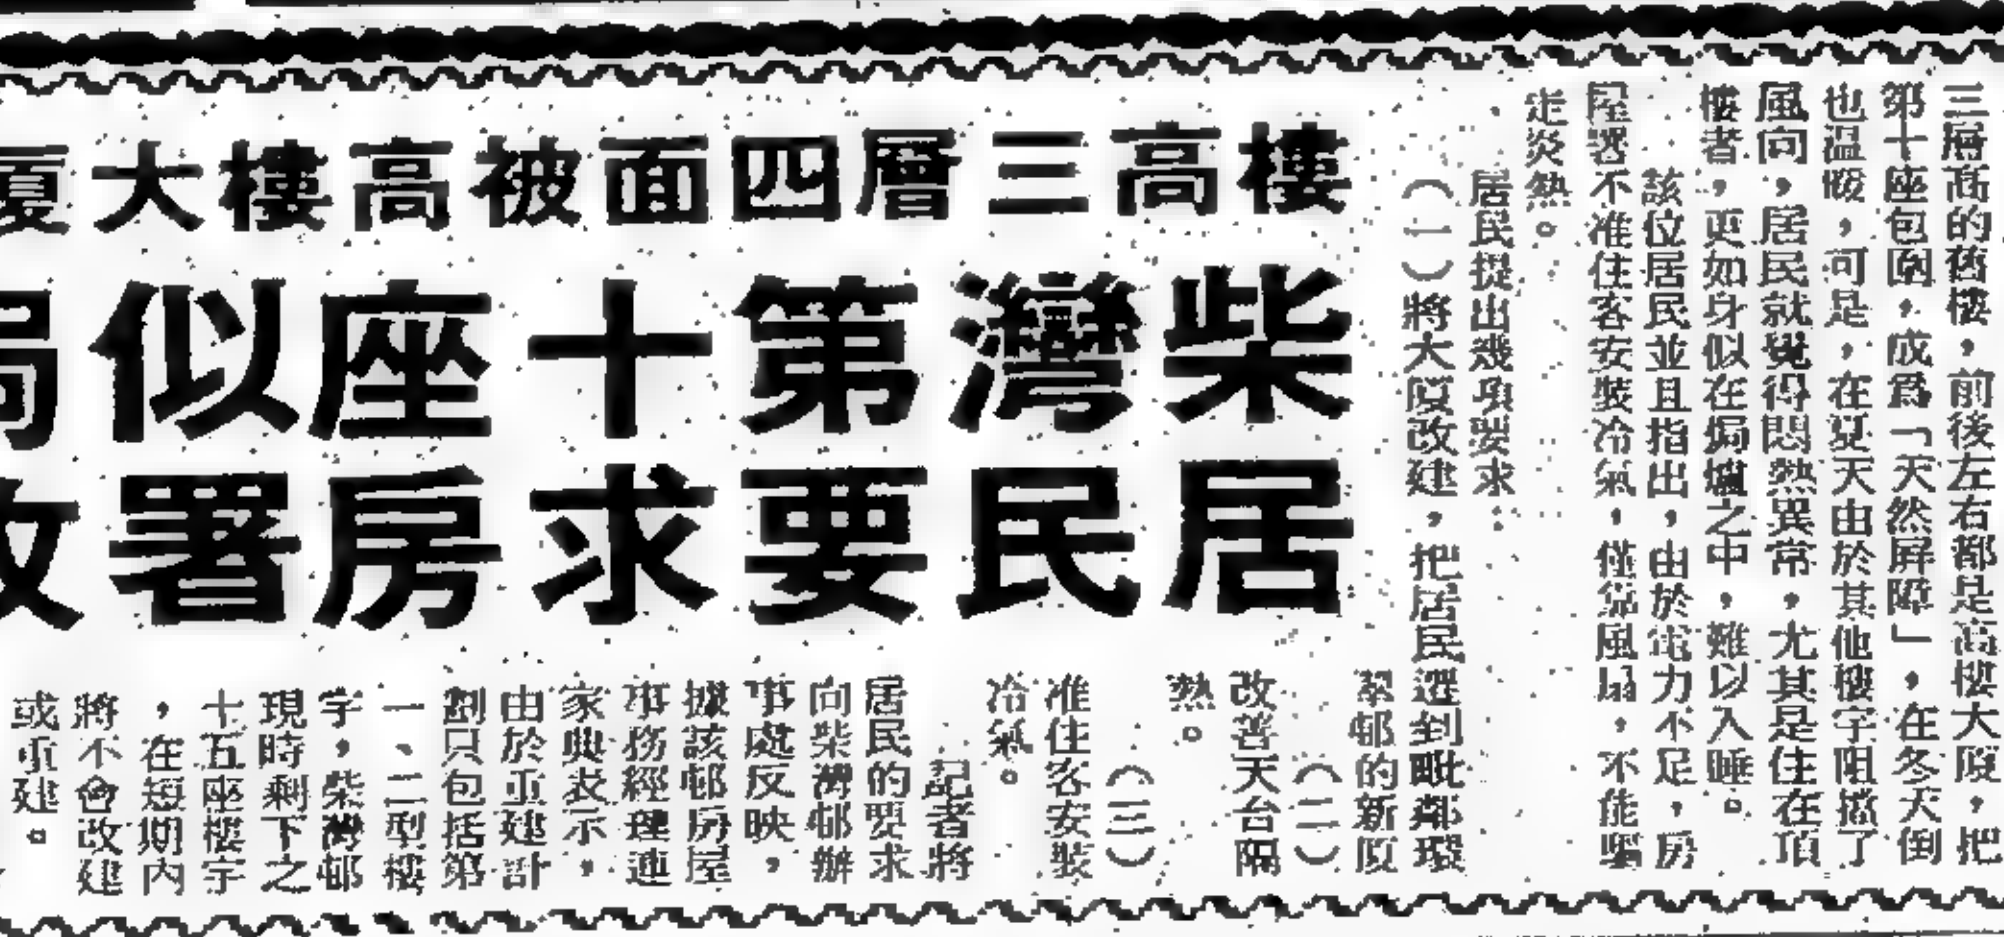 樓高三層四面被高樓大廈
柴灣第十座似焗
居民要求房署改
三層高的舊樓，前後左右都是高樓大厦，把
第十座包圍，成爲「天然屏障」，在冬天倒
也溫暖，可是，在夏天由於其他樓宇阻擋了
風向，居民就覺得悶熱異常，尤其是住在頂
樓者，更如身似在焗爐之中，難以入睡。
該位居民並且指出，由於電力不足，房
屋署不准住客安裝冷氣，僅靠風扇，不能驅
走炎熱。
居民提出幾項要求：
（一）將大厦改建，把居民遷到毗鄰環
翠邨的新厦
（二）
改善天台隔
熱。
（三）
准住客安裝
冷氣。
記者將
居民的要求
向柴灣邨辦
事處反映，
據該邨房屋
事務經理連
家典表示，
由於重建計
劃只包括第
一、二型樓
宇，柴灣邨
現時剩下之
十五座樓宇
，在短期內
將不會改建
或重建。